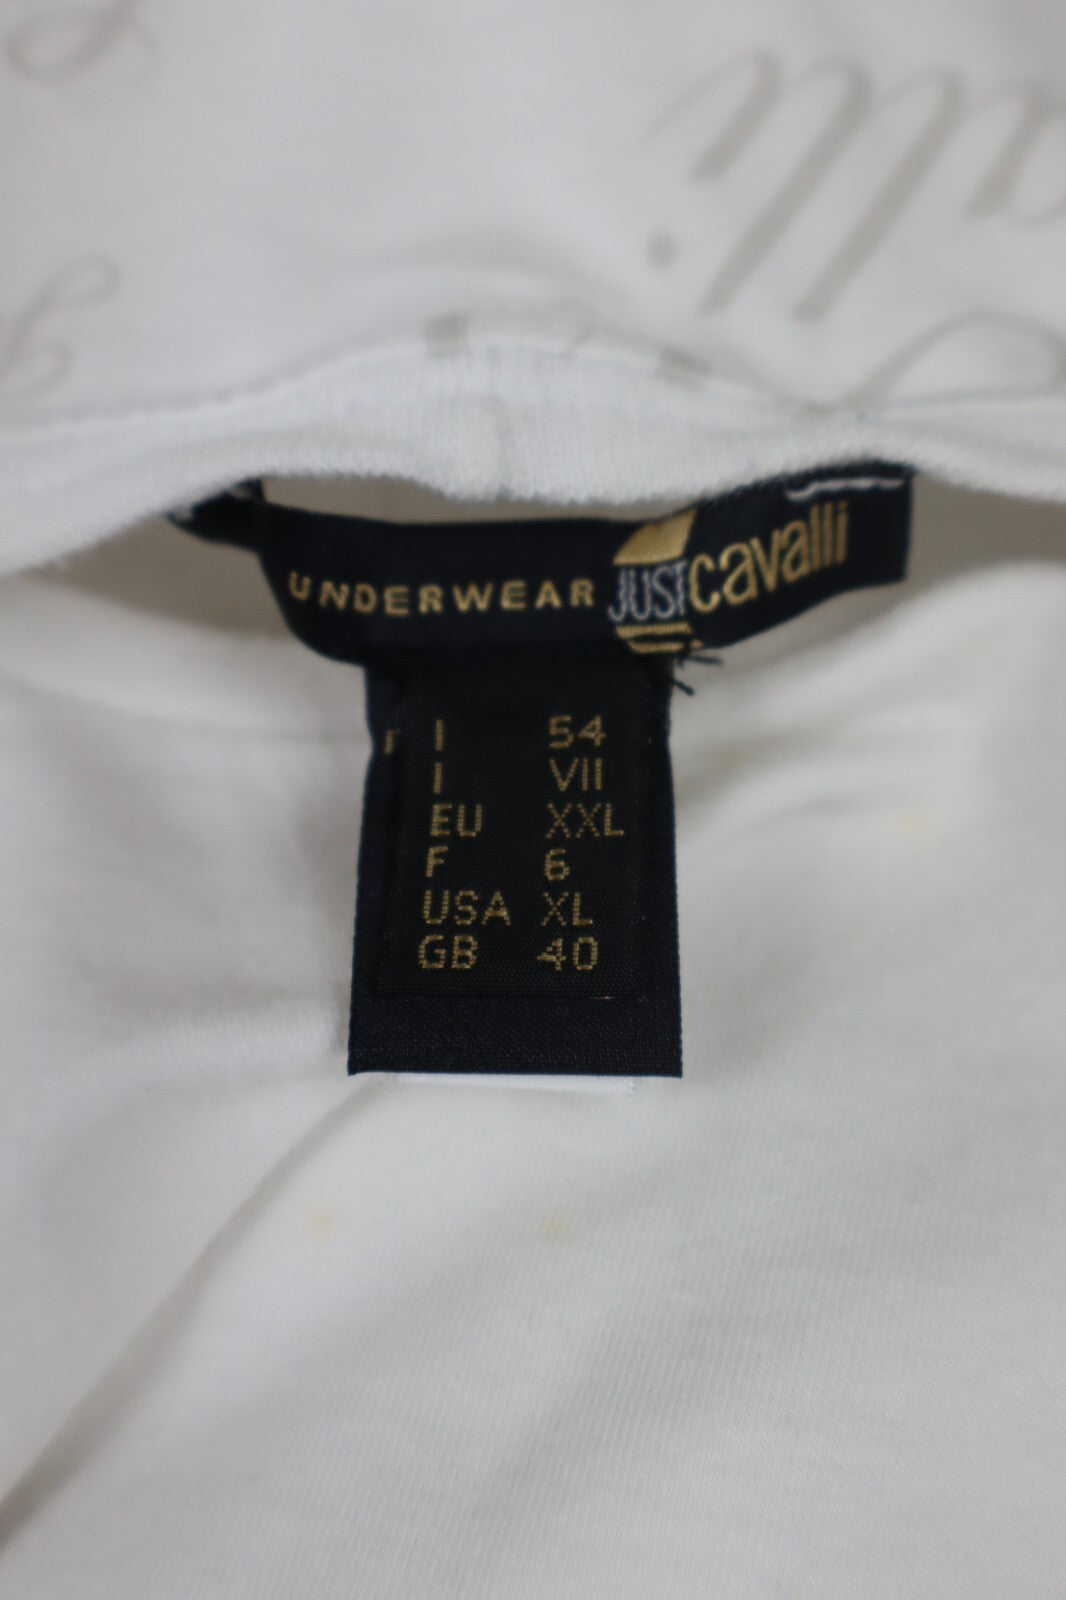 UNDERWEAR JUST cavalli
I 54
I VII
EU XXL
F 6
USA XL
GB 40